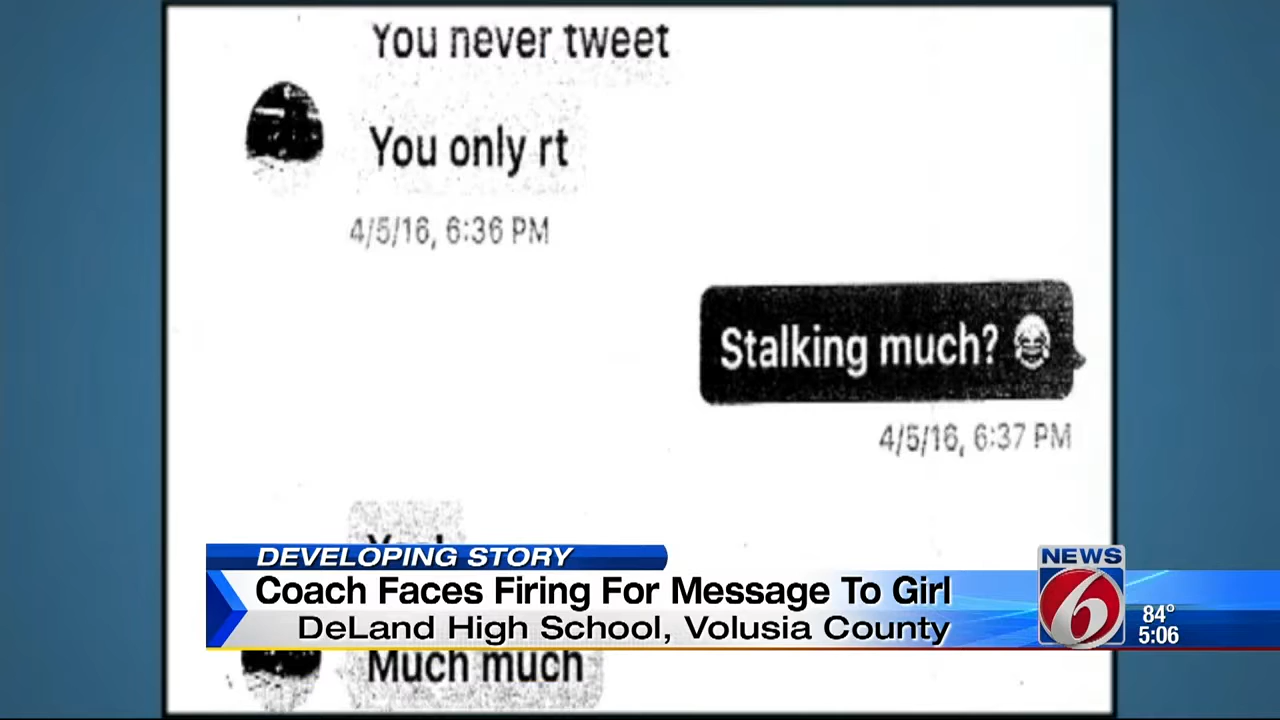 You never tweet
You only rt
4/5/16, 6:36 PM
Stalking much? 😂
4/5/16, 6:37 PM
DEVELOPING STORY
Coach Faces Firing For Message To Girl
DeLand High School, Volusia County
NEWS
6
84°
5:06
Much much